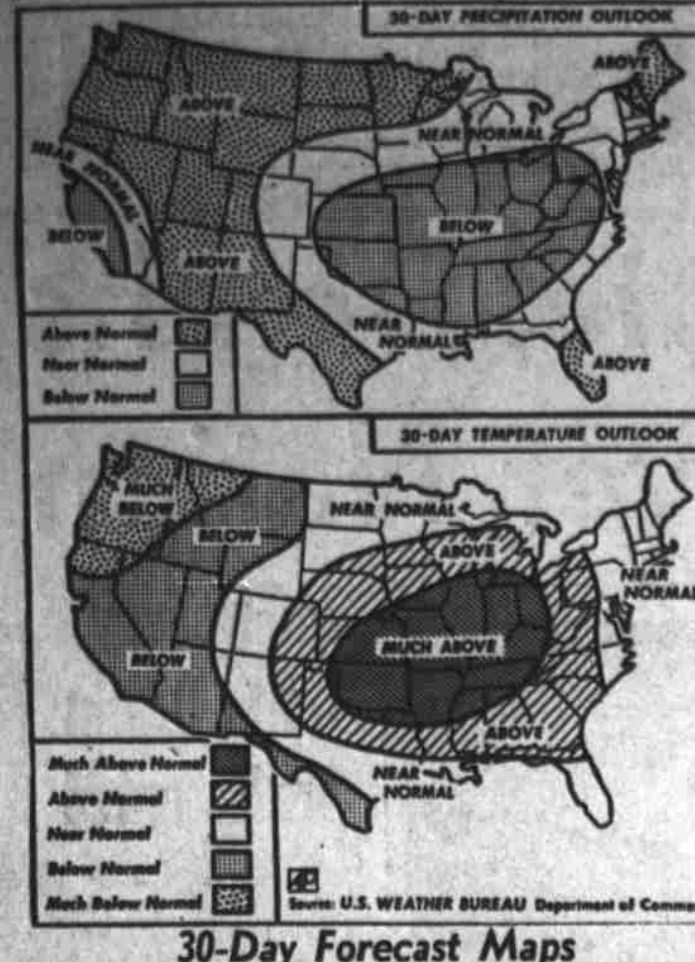 30-DAY PRECIPITATION OUTLOOK
ABOVE
ABOVE
NEAR NORMAL
NEAR NORMAL
BELOW
BELOW
ABOVE
NEAR
NORMAL
ABOVE
Above Normal
Near Normal
Below Normal
30-DAY TEMPERATURE OUTLOOK
MUCH
BELOW
NEAR NORMAL
BELOW
ABOVE
NEAR
NORMAL
MUCH ABOVE
BELOW
ABOVE
NEAR
NORMAL
Much Above Normal
Above Normal
Near Normal
Below Normal
Much Below Normal
AP
Source: U.S. WEATHER BUREAU Department of Comme
30-Day Forecast Maps